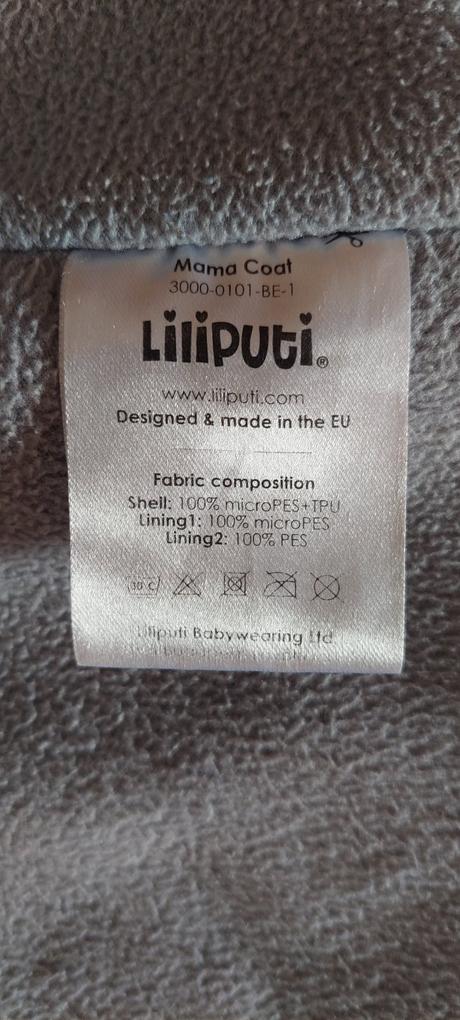 Mama Coat
3000-0101-BE-1
Liliputi®
www.liliputi.com
Designed & made in the EU
Fabric composition
Shell: 100% microPES+TPU
Lining1: 100% microPES
Lining2: 100% PES
30°C
Liliputi Babywearing Ltd